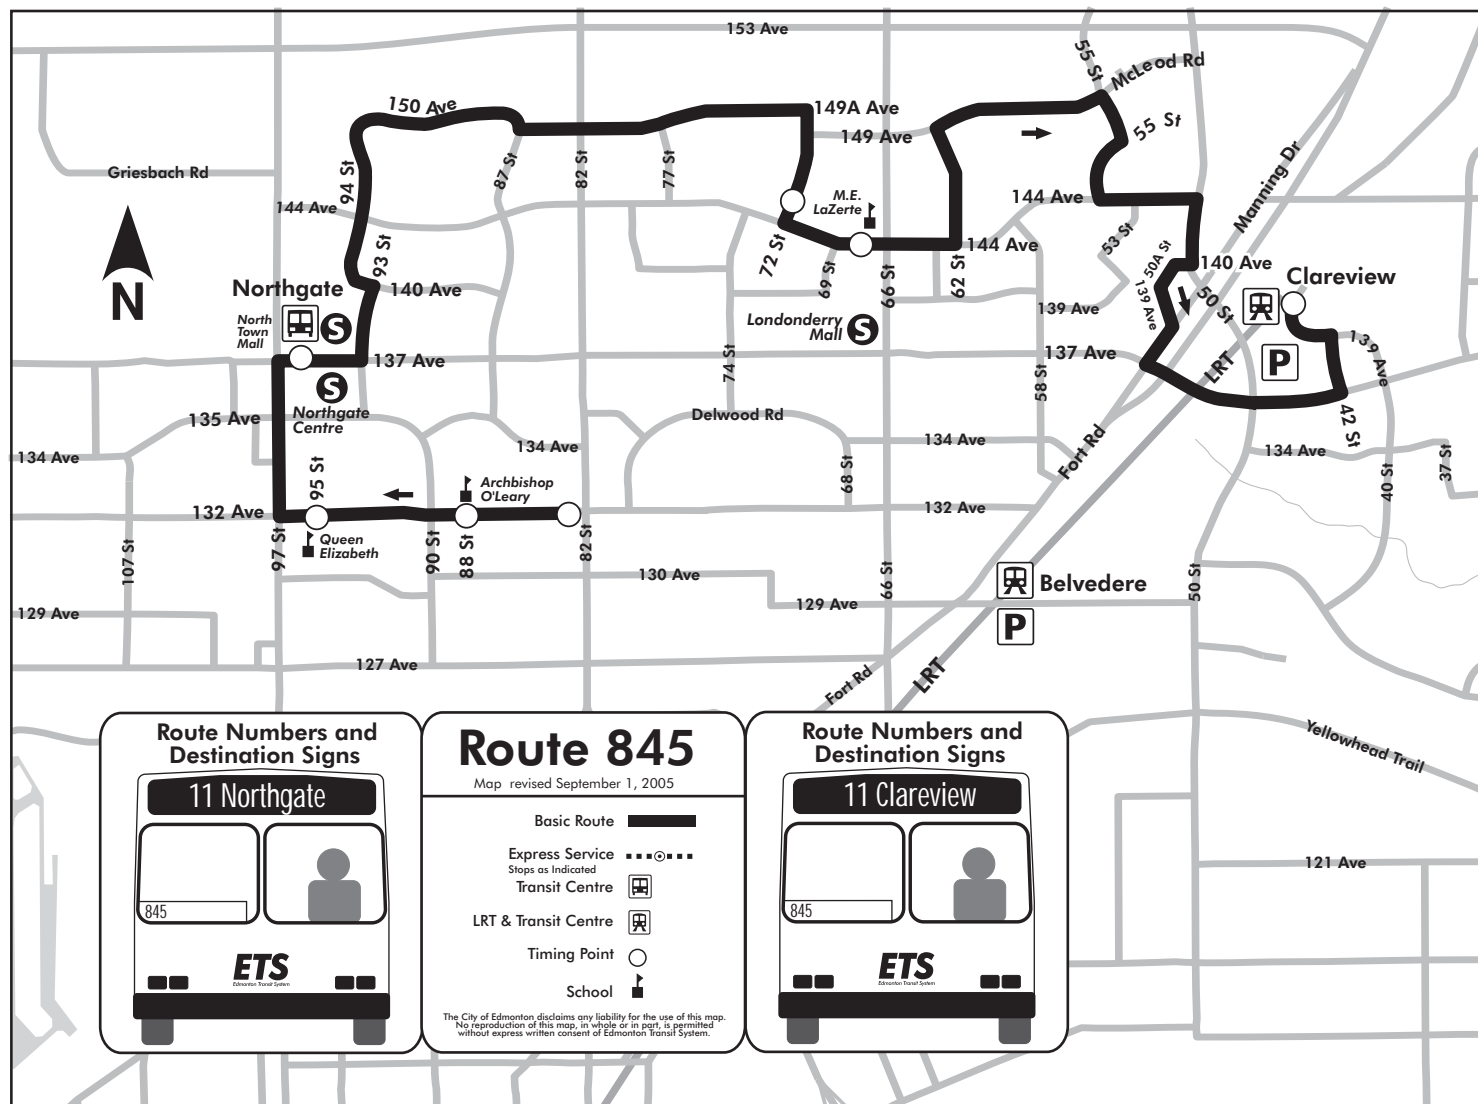 153 Ave
55 St
McLeod Rd
150 Ave
149A Ave
149 Ave
55 St
Griesbach Rd
94 St
87 St
82 St
77 St
Manning Dr
144 Ave
M.E.
LaZerte
144 Ave
72 St
93 St
69 St
66 St
62 St
144 Ave
53 St
50A St
139 Ave
140 Ave
Clareview
N
Northgate
140 Ave
North
Town
Mall
S
Londonderry
Mall
S
139 Ave
50 St
137 Ave
S
74 St
137 Ave
58 St
LRT
P
139 Ave
135 Ave
Northgate
Centre
Delwood Rd
42 St
134 Ave
134 Ave
134 Ave
134 Ave
Fort Rd
68 St
40 St
37 St
95 St
Archbishop
O'Leary
132 Ave
132 Ave
97 St
Queen
Elizabeth
90 St
88 St
82 St
107 St
66 St
50 St
130 Ave
129 Ave
129 Ave
Belvedere
P
127 Ave
Fort Rd
LRT
Yellowhead Trail
121 Ave
Route Numbers and
Destination Signs
11 Northgate
845
ETS
Edmonton Transit System
Route 845
Map revised September 1, 2005
Basic Route
Express Service
Stops as Indicated
Transit Centre
LRT & Transit Centre
Timing Point
School
The City of Edmonton disclaims any liability for the use of this map.
No reproduction of this map, in whole or in part, is permitted
without express written consent of Edmonton Transit System.
Route Numbers and
Destination Signs
11 Clareview
845
ETS
Edmonton Transit System